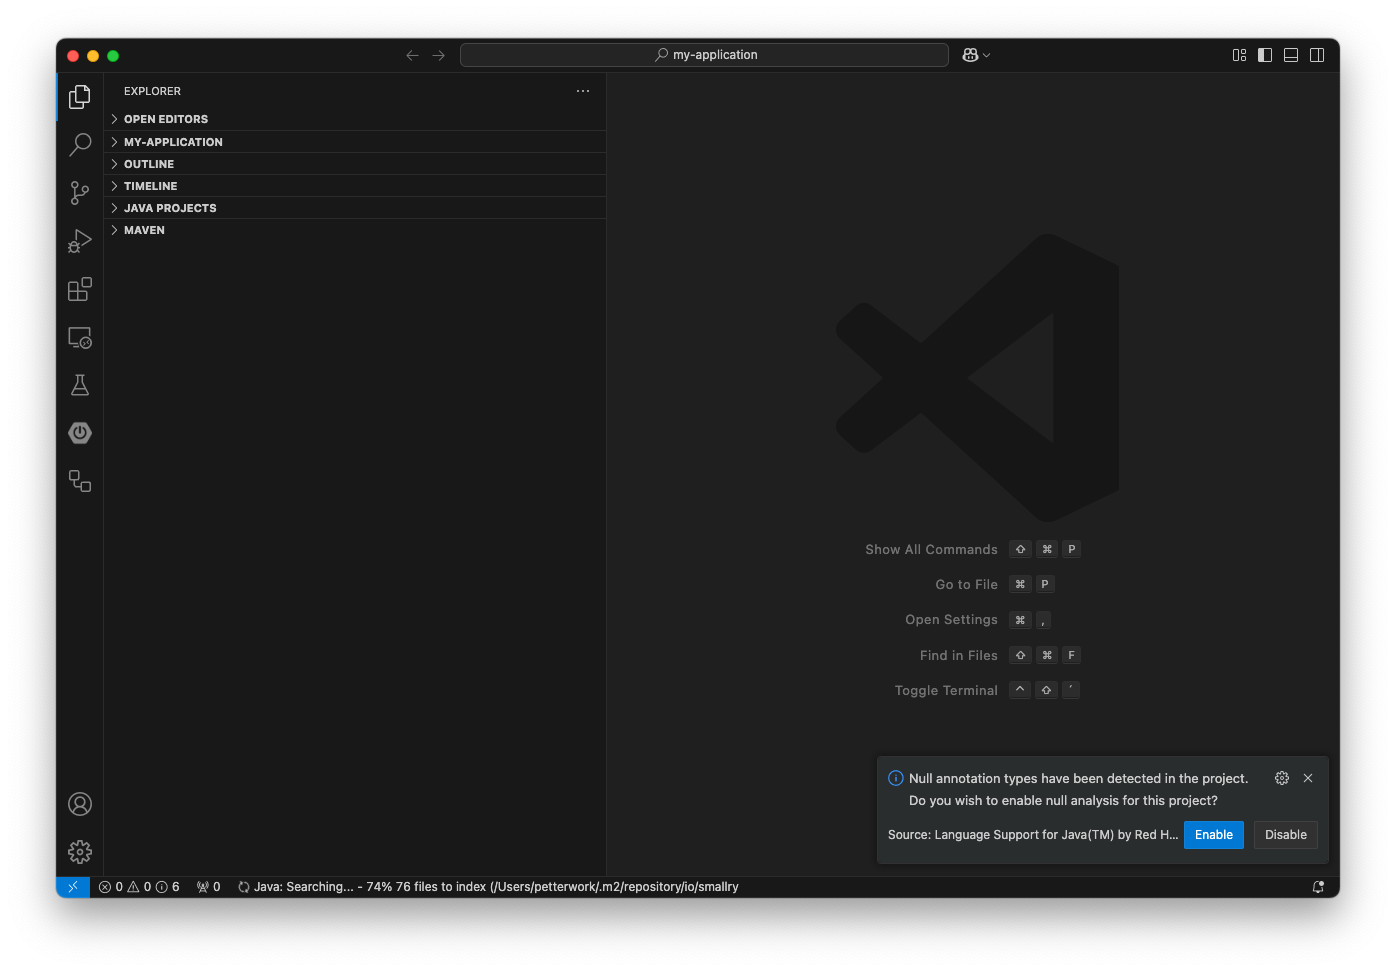 my-application
EXPLORER
OPEN EDITORS
MY-APPLICATION
OUTLINE
TIMELINE
JAVA PROJECTS
MAVEN
Show All Commands ⇧ ⌘ P
Go to File ⌘ P
Open Settings ⌘ ,
Find in Files ⇧ ⌘ F
Toggle Terminal ^ ⇧ ´
Null annotation types have been detected in the project.
Do you wish to enable null analysis for this project?
Source: Language Support for Java(TM) by Red H... Enable Disable
0 0 6 0 Java: Searching... - 74% 76 files to index (/Users/petterwork/.m2/repository/io/smallry